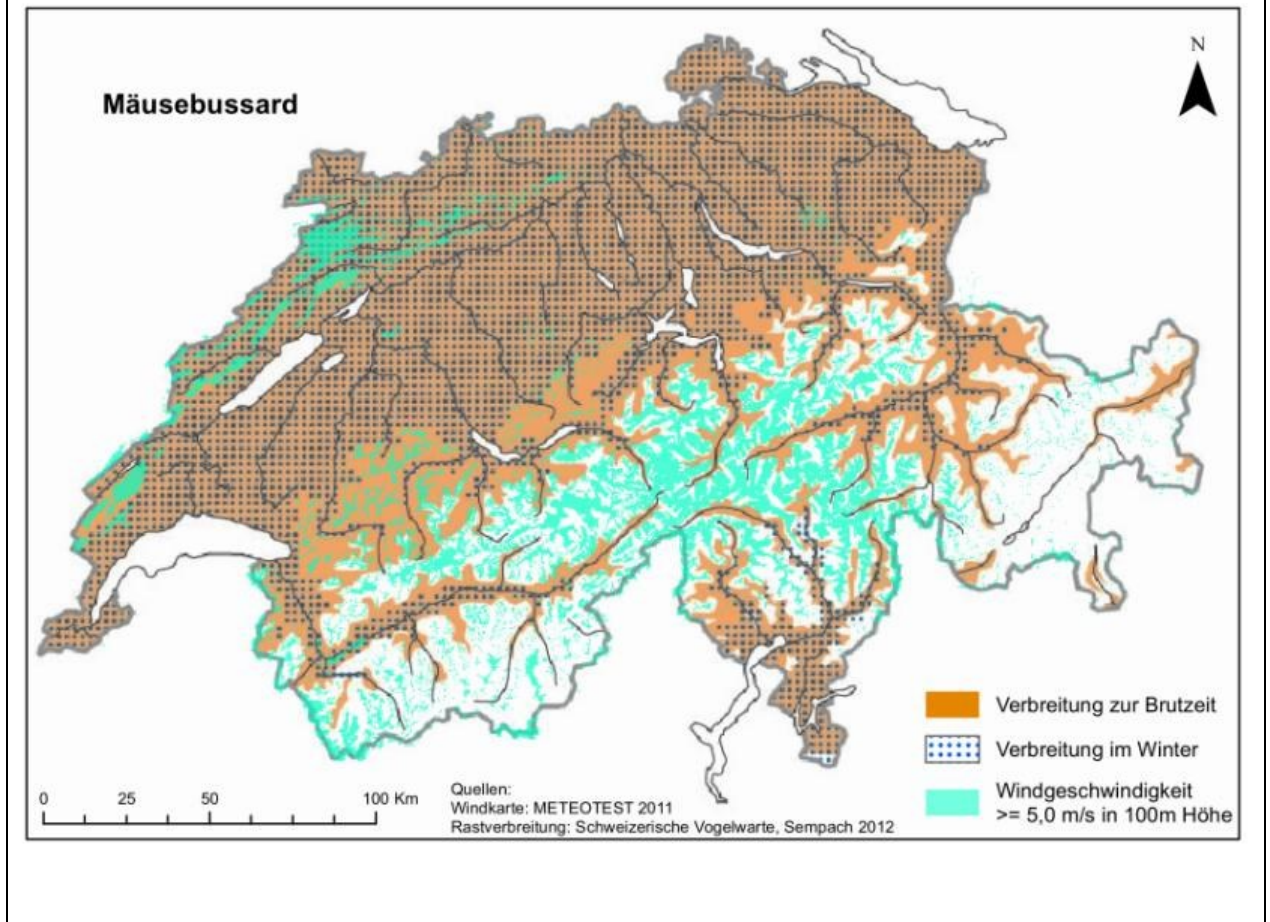 Mäusebussard
N
Verbreitung zur Brutzeit
Verbreitung im Winter
Windgeschwindigkeit
>= 5,0 m/s in 100m Höhe
0 25 50 100 Km
Quellen:
Windkarte: METEOTEST 2011
Rastverbreitung: Schweizerische Vogelwarte, Sempach 2012